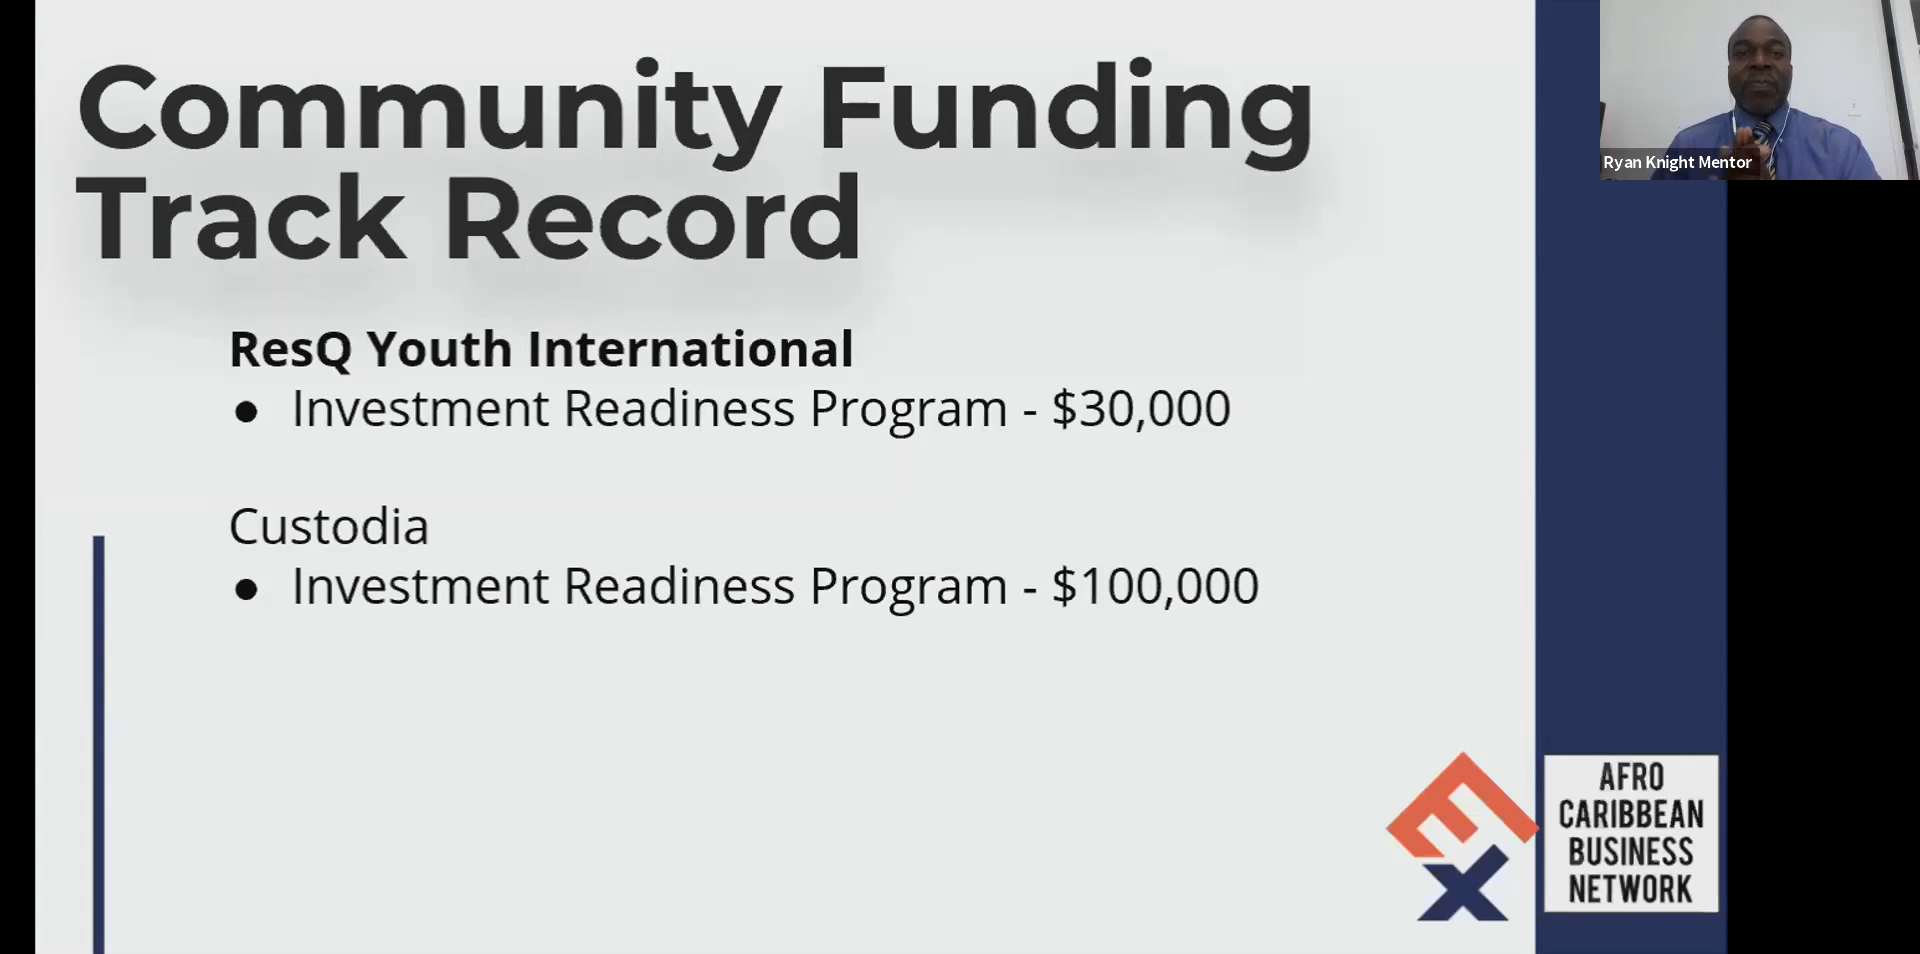 Community Funding
Track Record
ResQ Youth International
● Investment Readiness Program - $30,000
Custodia
● Investment Readiness Program - $100,000
Ryan Knight Mentor
AFRO
CARIBBEAN
BUSINESS
NETWORK